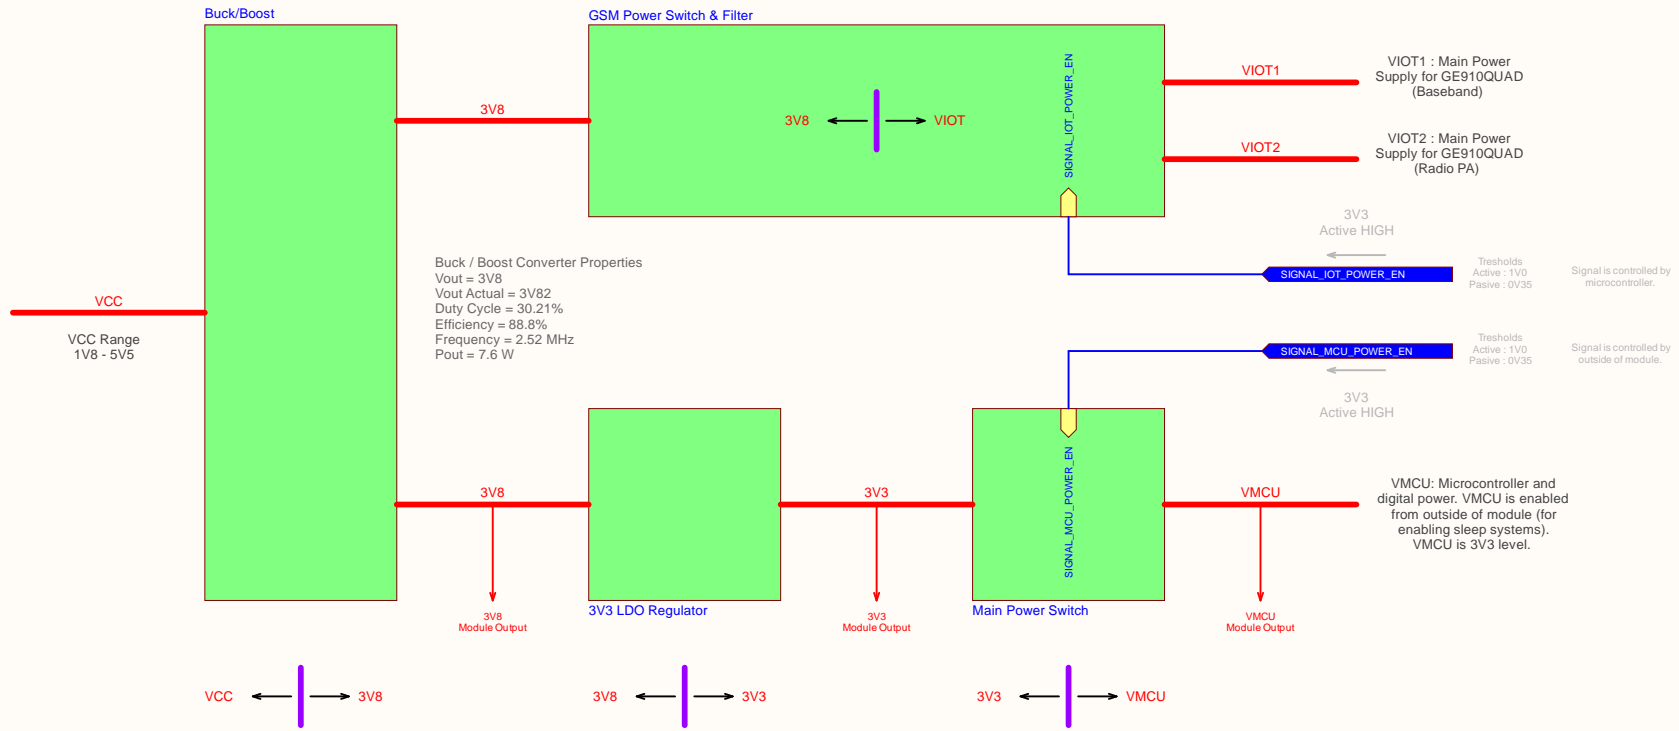 Buck/Boost
GSM Power Switch & Filter
SIGNAL_IOT_POWER_EN
3V8
3V8
VIOT
VIOT1
VIOT1 : Main Power
Supply for GE910QUAD
(Baseband)
VIOT2
VIOT2 : Main Power
Supply for GE910QUAD
(Radio PA)
3V3
Active HIGH
SIGNAL_IOT_POWER_EN
Tresholds
Active : 1V0
Pasive : 0V35
Signal is controlled by
microcontroller.
Buck / Boost Converter Properties
Vout = 3V8
Vout Actual = 3V82
Duty Cycle = 30.21%
Efficiency = 88.8%
Frequency = 2.52 MHz
Pout = 7.6 W
VCC
VCC Range
1V8 - 5V5
SIGNAL_MCU_POWER_EN
Tresholds
Active : 1V0
Pasive : 0V35
Signal is controlled by
outside of module.
3V3
Active HIGH
3V8
3V3
SIGNAL_MCU_POWER_EN
VMCU
VMCU: Microcontroller and
digital power. VMCU is enabled
from outside of module (for
enabling sleep systems).
VMCU is 3V3 level.
3V3 LDO Regulator
Main Power Switch
3V8
Module Output
3V3
Module Output
VMCU
Module Output
VCC
3V8
3V8
3V3
3V3
VMCU